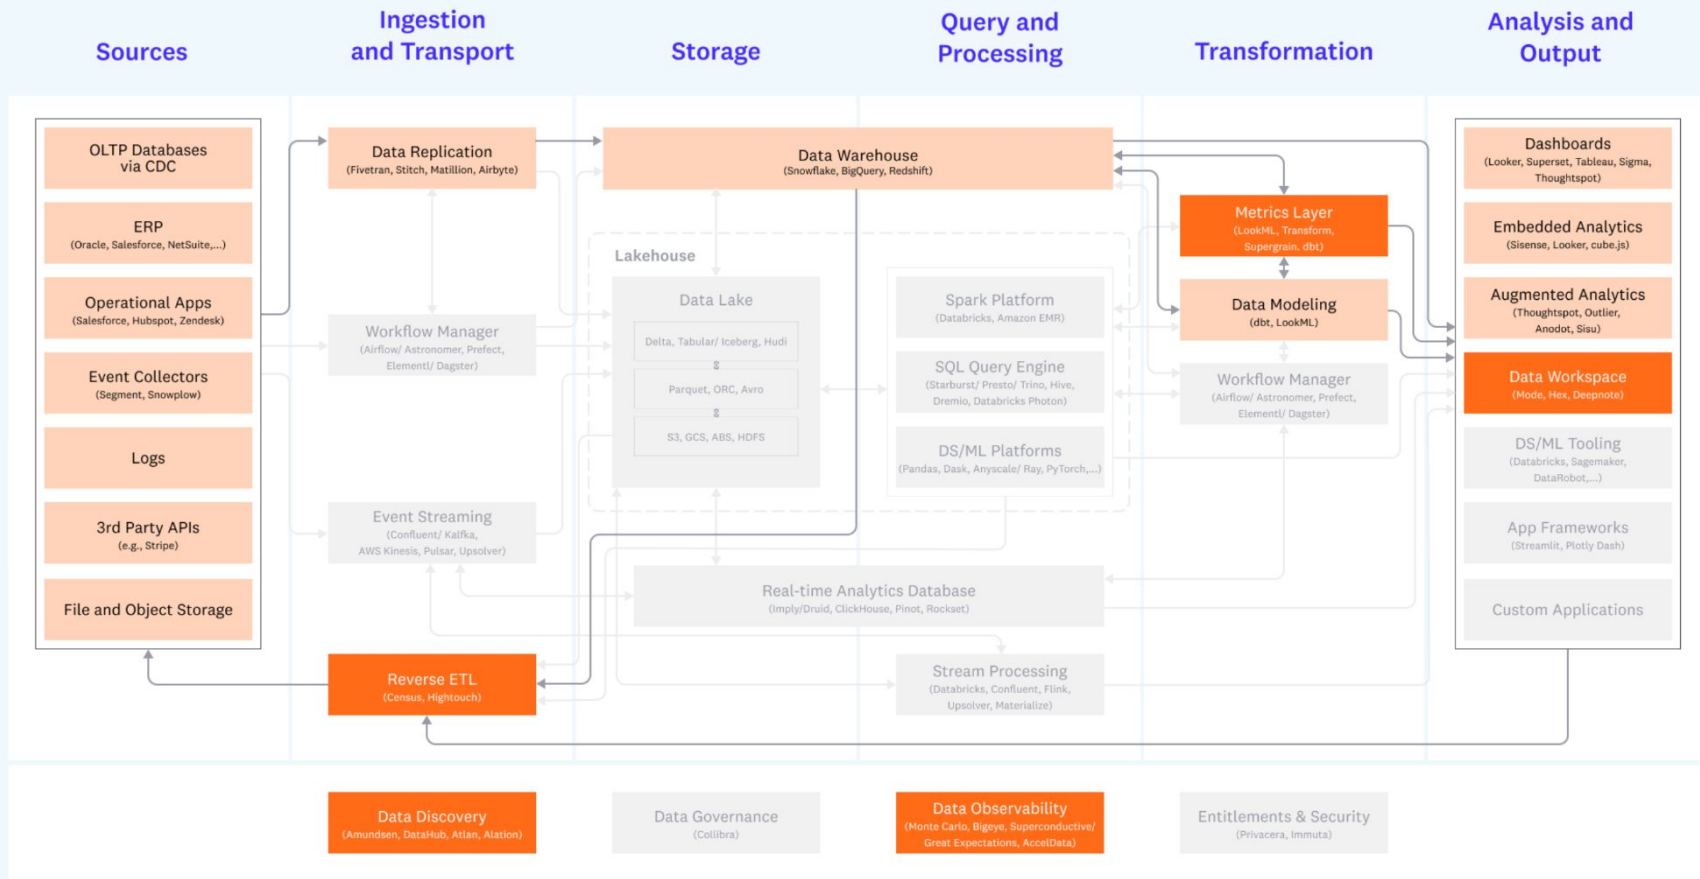 Sources
Ingestion
and Transport
Storage
Query and
Processing
Transformation
Analysis and
Output
OLTP Databases
via CDC
ERP
(Oracle, Salesforce, NetSuite,...)
Operational Apps
(Salesforce, Hubspot, Zendesk)
Event Collectors
(Segment, Snowplow)
Logs
3rd Party APIs
(e.g., Stripe)
File and Object Storage
Data Replication
(Fivetran, Stitch, Matillion, Airbyte)
Workflow Manager
(Airflow/ Astronomer, Prefect,
Elementl/ Dagster)
Event Streaming
(Confluent/ Kalfka,
AWS Kinesis, Pulsar, Upsolver)
Reverse ETL
(Census, Hightouch)
Data Warehouse
(Snowflake, BigQuery, Redshift)
Lakehouse
Data Lake
Delta, Tabular/ Iceberg, Hudi
Parquet, ORC, Avro
S3, GCS, ABS, HDFS
Spark Platform
(Databricks, Amazon EMR)
SQL Query Engine
(Starburst/ Presto/ Trino, Hive,
Dremio, Databricks Photon)
DS/ML Platforms
(Pandas, Dask, Anyscale/ Ray, PyTorch,...)
Real-time Analytics Database
(Imply/Druid, ClickHouse, Pinot, Rockset)
Stream Processing
(Databricks, Confluent, Flink,
Upsolver, Materialize)
Metrics Layer
(LookML, Transform,
Supergrain. dbt)
Data Modeling
(dbt, LookML)
Workflow Manager
(Airflow/ Astronomer, Prefect,
Elementl/ Dagster)
Dashboards
(Looker, Superset, Tableau, Sigma,
Thoughtspot)
Embedded Analytics
(Sisense, Looker, cube.js)
Augmented Analytics
(Thoughtspot, Outlier,
Anodot, Sisu)
Data Workspace
(Mode, Hex, Deepnote)
DS/ML Tooling
(Databricks, Sagemaker,
DataRobot,...)
App Frameworks
(Streamlit, Plotly Dash)
Custom Applications
Data Discovery
(Amundsen, DataHub, Atlan, Alation)
Data Governance
(Collibra)
Data Observability
(Monte Carlo, Bigeye, Superconductive/
Great Expectations, AccelData)
Entitlements & Security
(Privacera, Immuta)